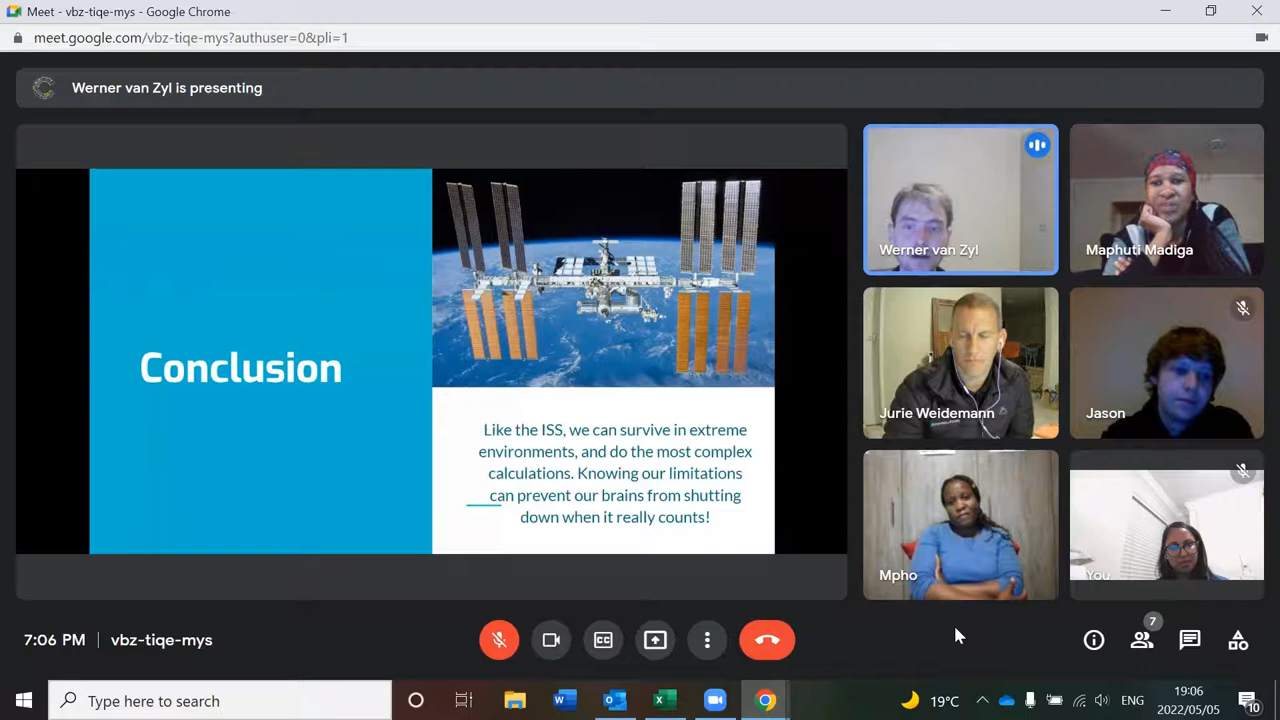 Meet - vbz-tiqe-mys - Google Chrome
meet.google.com/vbz-tiqe-mys?authuser=0&pli=1
Werner van Zyl is presenting
Conclusion
Like the ISS, we can survive in extreme
environments, and do the most complex
calculations. Knowing our limitations
can prevent our brains from shutting
down when it really counts!
Werner van Zyl
Maphuti Madiga
Jurie Weidemann
Jason
Mpho
You
7:06 PM | vbz-tiqe-mys
CC
7
Type here to search
19°C
ENG
19:06
2022/05/05
10